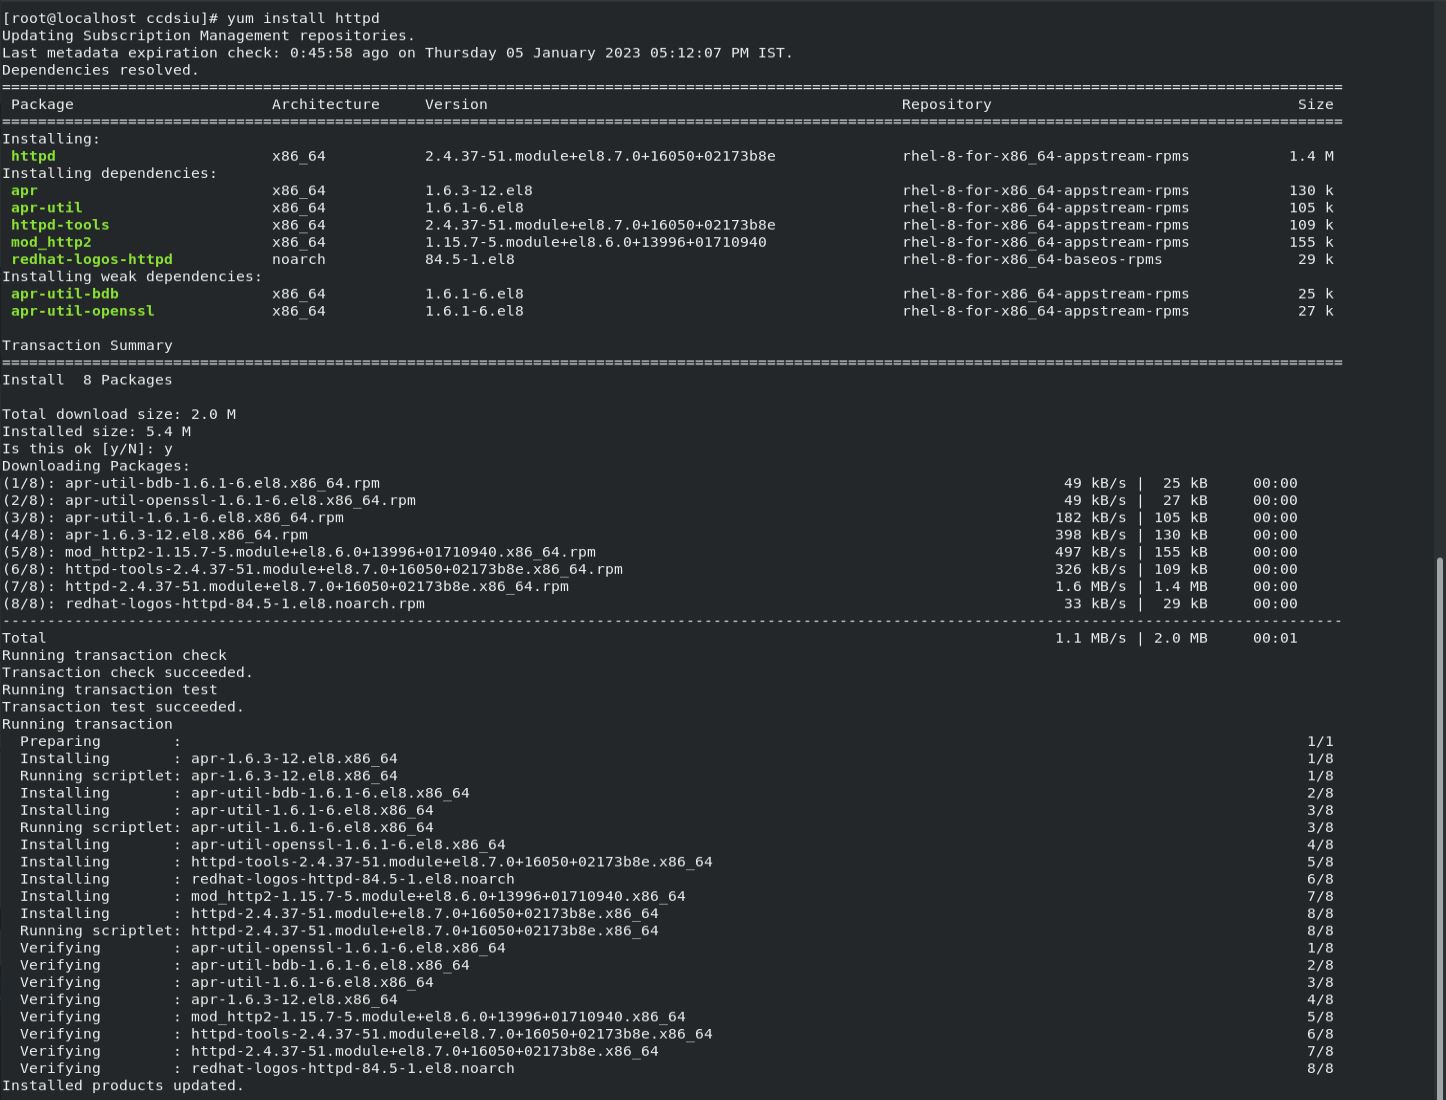 [root@localhost ccdsiu]# yum install httpd
Updating Subscription Management repositories.
Last metadata expiration check: 0:45:58 ago on Thursday 05 January 2023 05:12:07 PM IST.
Dependencies resolved.
=====================================================================================================================================================
 Package                      Architecture     Version                                              Repository                                  Size
=====================================================================================================================================================
Installing:
 httpd                        x86_64           2.4.37-51.module+el8.7.0+16050+02173b8e              rhel-8-for-x86_64-appstream-rpms           1.4 M
Installing dependencies:
 apr                          x86_64           1.6.3-12.el8                                         rhel-8-for-x86_64-appstream-rpms           130 k
 apr-util                     x86_64           1.6.1-6.el8                                          rhel-8-for-x86_64-appstream-rpms           105 k
 httpd-tools                  x86_64           2.4.37-51.module+el8.7.0+16050+02173b8e              rhel-8-for-x86_64-appstream-rpms           109 k
 mod_http2                    x86_64           1.15.7-5.module+el8.6.0+13996+01710940               rhel-8-for-x86_64-appstream-rpms           155 k
 redhat-logos-httpd           noarch           84.5-1.el8                                           rhel-8-for-x86_64-baseos-rpms               29 k
Installing weak dependencies:
 apr-util-bdb                 x86_64           1.6.1-6.el8                                          rhel-8-for-x86_64-appstream-rpms            25 k
 apr-util-openssl             x86_64           1.6.1-6.el8                                          rhel-8-for-x86_64-appstream-rpms            27 k

Transaction Summary
=====================================================================================================================================================
Install  8 Packages

Total download size: 2.0 M
Installed size: 5.4 M
Is this ok [y/N]: y
Downloading Packages:
(1/8): apr-util-bdb-1.6.1-6.el8.x86_64.rpm                                                                            49 kB/s |  25 kB     00:00
(2/8): apr-util-openssl-1.6.1-6.el8.x86_64.rpm                                                                        49 kB/s |  27 kB     00:00
(3/8): apr-util-1.6.1-6.el8.x86_64.rpm                                                                               182 kB/s | 105 kB     00:00
(4/8): apr-1.6.3-12.el8.x86_64.rpm                                                                                   398 kB/s | 130 kB     00:00
(5/8): mod_http2-1.15.7-5.module+el8.6.0+13996+01710940.x86_64.rpm                                                   497 kB/s | 155 kB     00:00
(6/8): httpd-tools-2.4.37-51.module+el8.7.0+16050+02173b8e.x86_64.rpm                                                326 kB/s | 109 kB     00:00
(7/8): httpd-2.4.37-51.module+el8.7.0+16050+02173b8e.x86_64.rpm                                                      1.6 MB/s | 1.4 MB     00:00
(8/8): redhat-logos-httpd-84.5-1.el8.noarch.rpm                                                                       33 kB/s |  29 kB     00:00
-----------------------------------------------------------------------------------------------------------------------------------------------------
Total                                                                                                                1.1 MB/s | 2.0 MB     00:01
Running transaction check
Transaction check succeeded.
Running transaction test
Transaction test succeeded.
Running transaction
  Preparing        :                                                                                                                             1/1
  Installing       : apr-1.6.3-12.el8.x86_64                                                                                                     1/8
  Running scriptlet: apr-1.6.3-12.el8.x86_64                                                                                                     1/8
  Installing       : apr-util-bdb-1.6.1-6.el8.x86_64                                                                                             2/8
  Installing       : apr-util-1.6.1-6.el8.x86_64                                                                                                 3/8
  Running scriptlet: apr-util-1.6.1-6.el8.x86_64                                                                                                 3/8
  Installing       : apr-util-openssl-1.6.1-6.el8.x86_64                                                                                         4/8
  Installing       : httpd-tools-2.4.37-51.module+el8.7.0+16050+02173b8e.x86_64                                                                  5/8
  Installing       : redhat-logos-httpd-84.5-1.el8.noarch                                                                                        6/8
  Installing       : mod_http2-1.15.7-5.module+el8.6.0+13996+01710940.x86_64                                                                     7/8
  Installing       : httpd-2.4.37-51.module+el8.7.0+16050+02173b8e.x86_64                                                                        8/8
  Running scriptlet: httpd-2.4.37-51.module+el8.7.0+16050+02173b8e.x86_64                                                                        8/8
  Verifying        : apr-util-openssl-1.6.1-6.el8.x86_64                                                                                         1/8
  Verifying        : apr-util-bdb-1.6.1-6.el8.x86_64                                                                                             2/8
  Verifying        : apr-util-1.6.1-6.el8.x86_64                                                                                                 3/8
  Verifying        : apr-1.6.3-12.el8.x86_64                                                                                                     4/8
  Verifying        : mod_http2-1.15.7-5.module+el8.6.0+13996+01710940.x86_64                                                                     5/8
  Verifying        : httpd-tools-2.4.37-51.module+el8.7.0+16050+02173b8e.x86_64                                                                  6/8
  Verifying        : httpd-2.4.37-51.module+el8.7.0+16050+02173b8e.x86_64                                                                        7/8
  Verifying        : redhat-logos-httpd-84.5-1.el8.noarch                                                                                        8/8
Installed products updated.